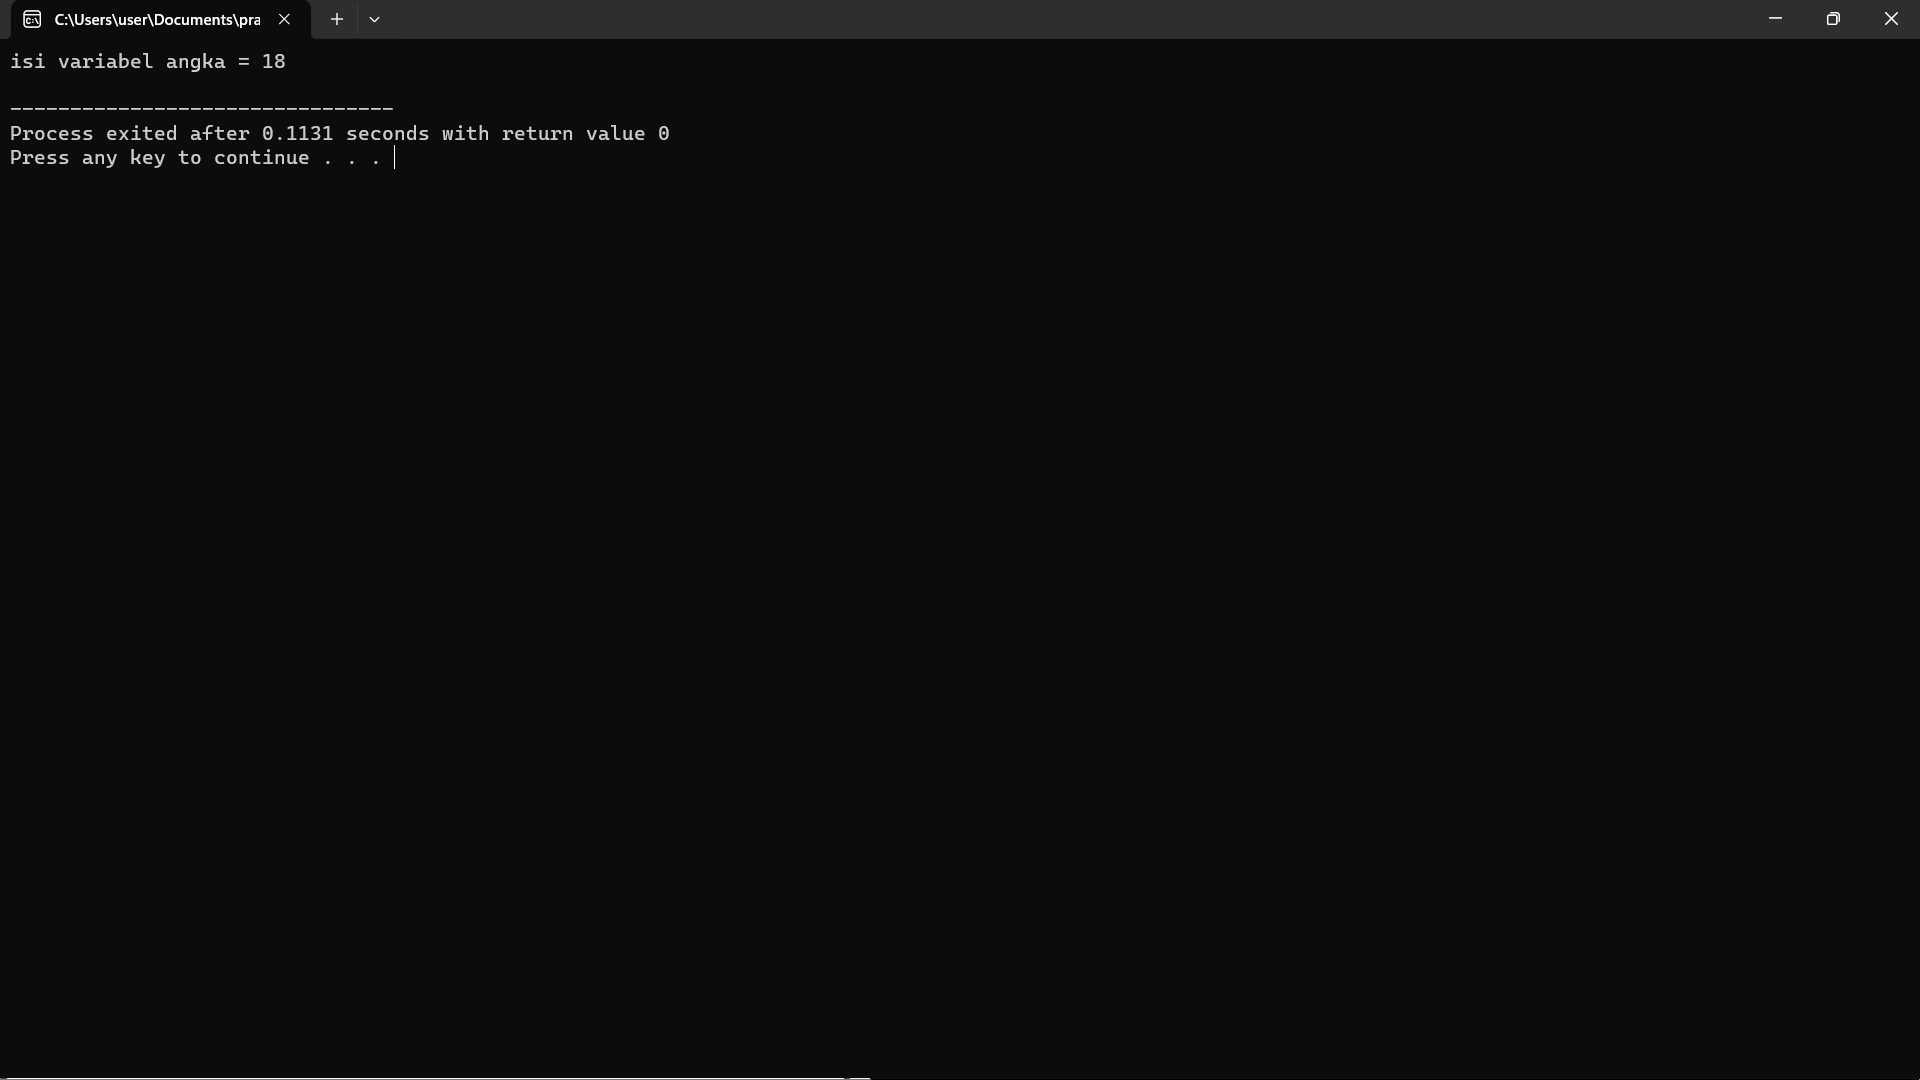 C:\Users\user\Documents\pra
isi variabel angka = 18
--------------------------------
Process exited after 0.1131 seconds with return value 0
Press any key to continue . . .